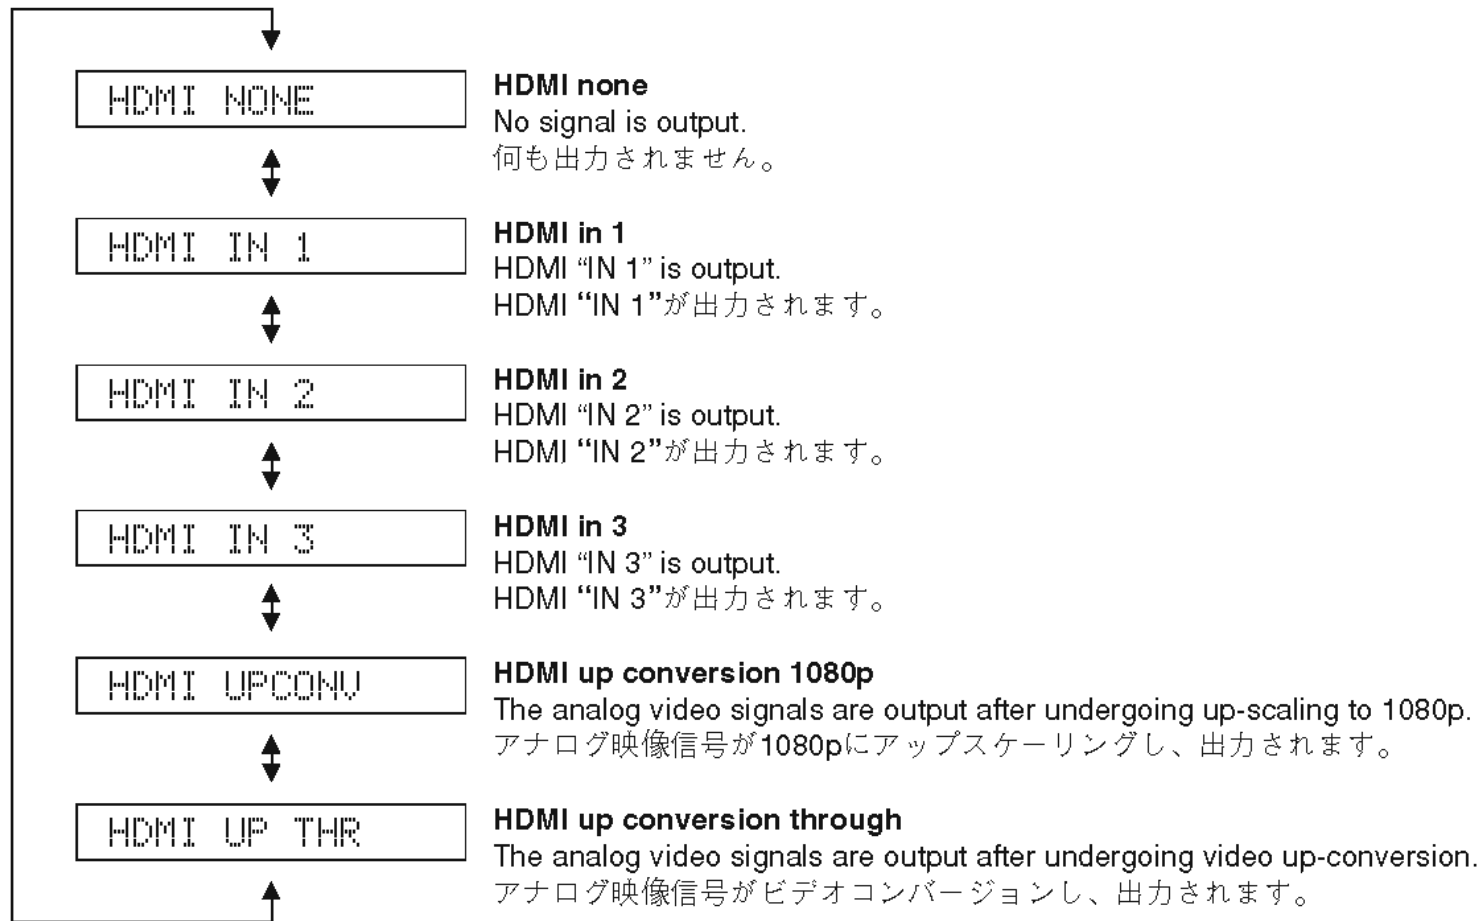 HDMI NONE
HDMI none
No signal is output.
何も出力されません。
HDMI IN 1
HDMI in 1
HDMI “IN 1” is output.
HDMI “IN 1”が出力されます。
HDMI IN 2
HDMI in 2
HDMI “IN 2” is output.
HDMI “IN 2”が出力されます。
HDMI IN 3
HDMI in 3
HDMI “IN 3” is output.
HDMI “IN 3”が出力されます。
HDMI UPCONV
HDMI up conversion 1080p
The analog video signals are output after undergoing up-scaling to 1080p.
アナログ映像信号が1080pにアップスケーリングし、出力されます。
HDMI UP THR
HDMI up conversion through
The analog video signals are output after undergoing video up-conversion.
アナログ映像信号がビデオコンバージョンし、出力されます。